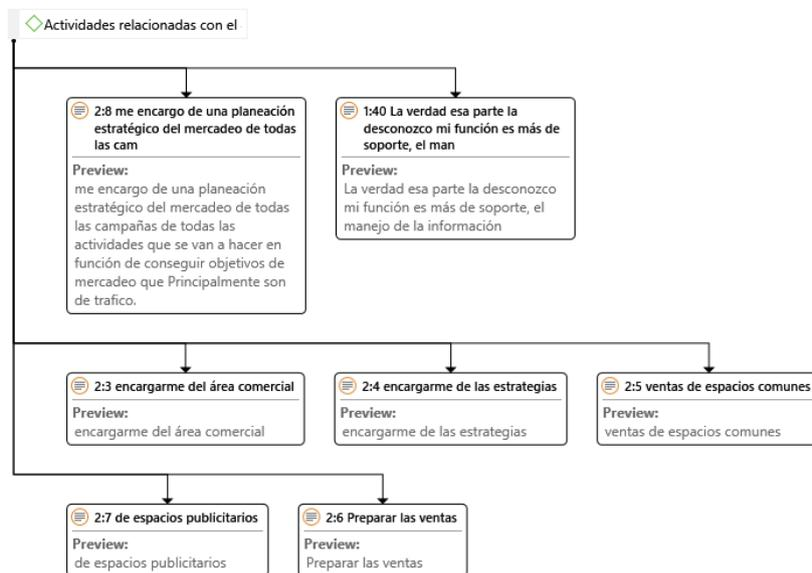 Actividades relacionadas con el
2:8 me encargo de una planeación
estratégico del mercadeo de todas
las cam
Preview:
me encargo de una planeación
estratégico del mercadeo de todas
las campañas de todas las
actividades que se van a hacer en
función de conseguir objetivos de
mercadeo que Principalmente son
de trafico.
1:40 La verdad esa parte la
desconozco mi función es más de
soporte, el man
Preview:
La verdad esa parte la desconozco
mi función es más de soporte, el
manejo de la información
2:3 encargarme del área comercial
Preview:
encargarme del área comercial
2:4 encargarme de las estrategias
Preview:
encargarme de las estrategias
2:5 ventas de espacios comunes
Preview:
ventas de espacios comunes
2:7 de espacios publicitarios
Preview:
de espacios publicitarios
2:6 Preparar las ventas
Preview:
Preparar las ventas